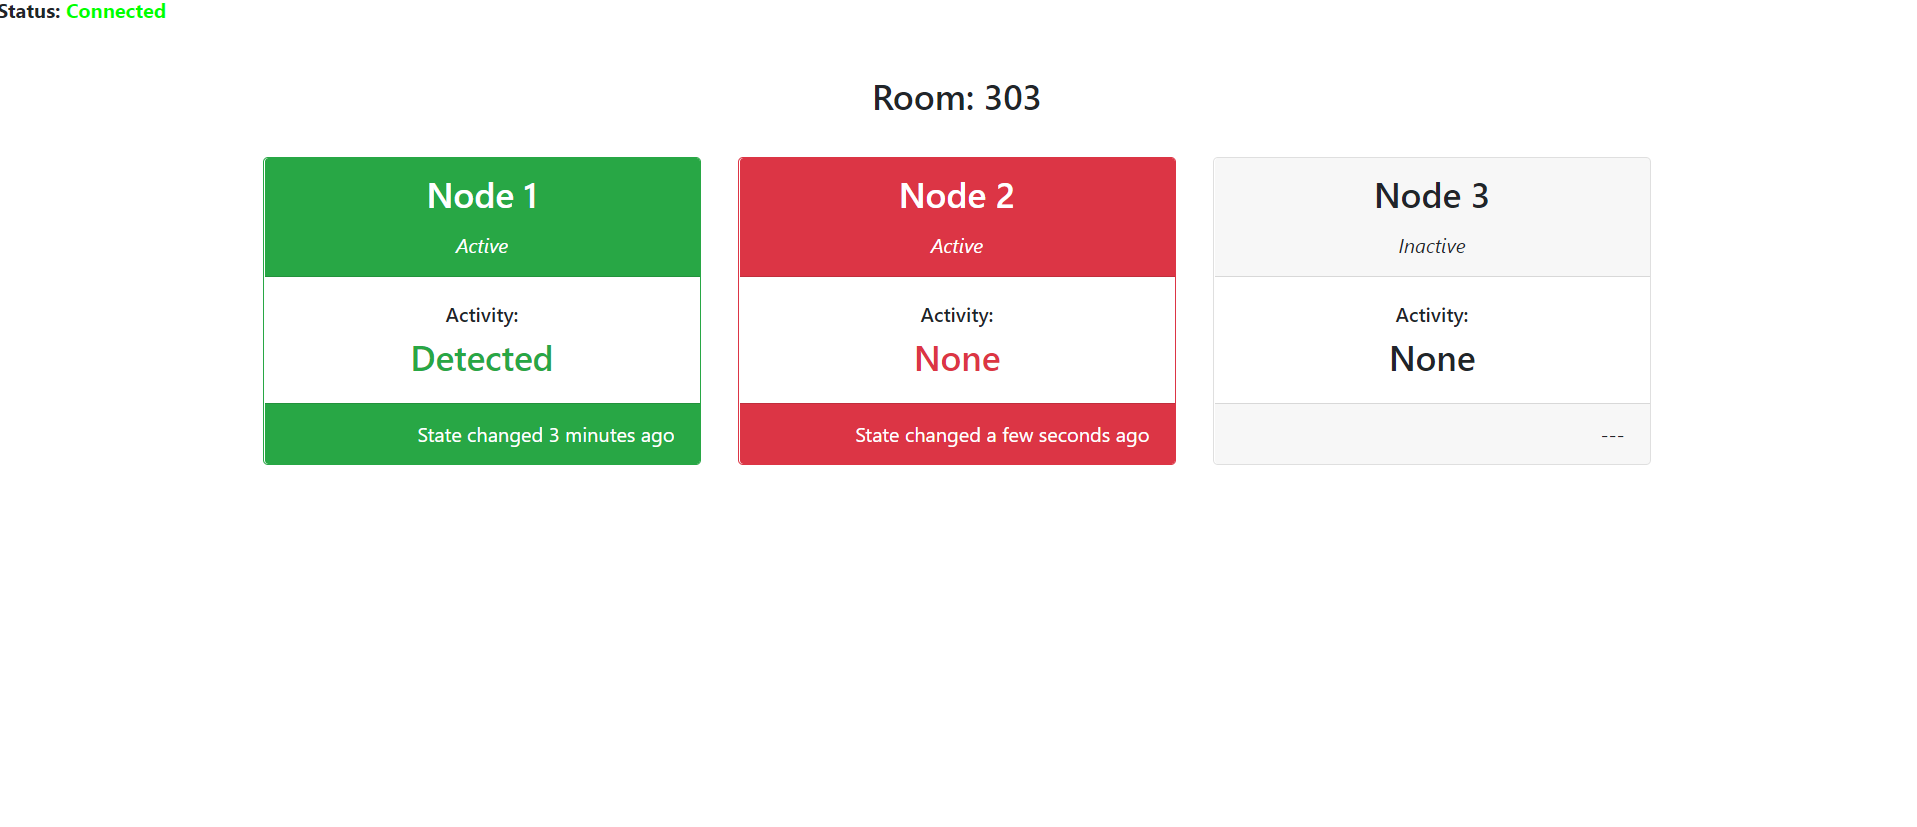 Status: Connected
Room: 303
Node 1
Active
Activity:
Detected
State changed 3 minutes ago
Node 2
Active
Activity:
None
State changed a few seconds ago
Node 3
Inactive
Activity:
None
---